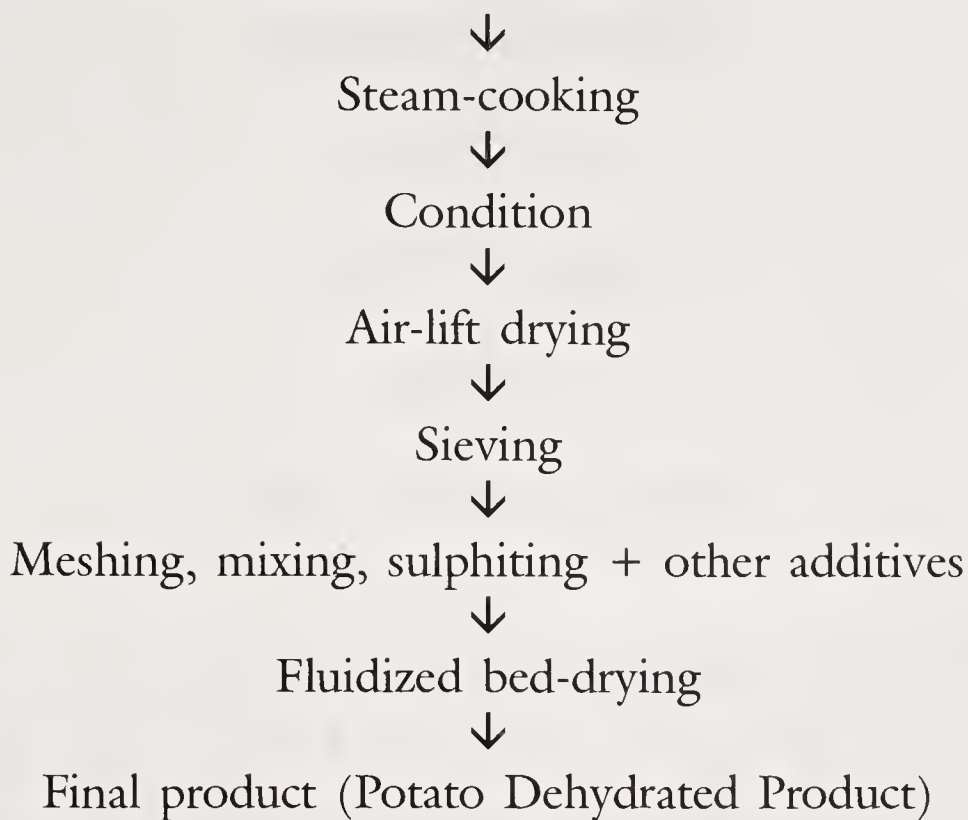 ↓
Steam-cooking
↓
Condition
↓
Air-lift drying
↓
Sieving
↓
Meshing, mixing, sulphiting + other additives
↓
Fluidized bed-drying
↓
Final product (Potato Dehydrated Product)